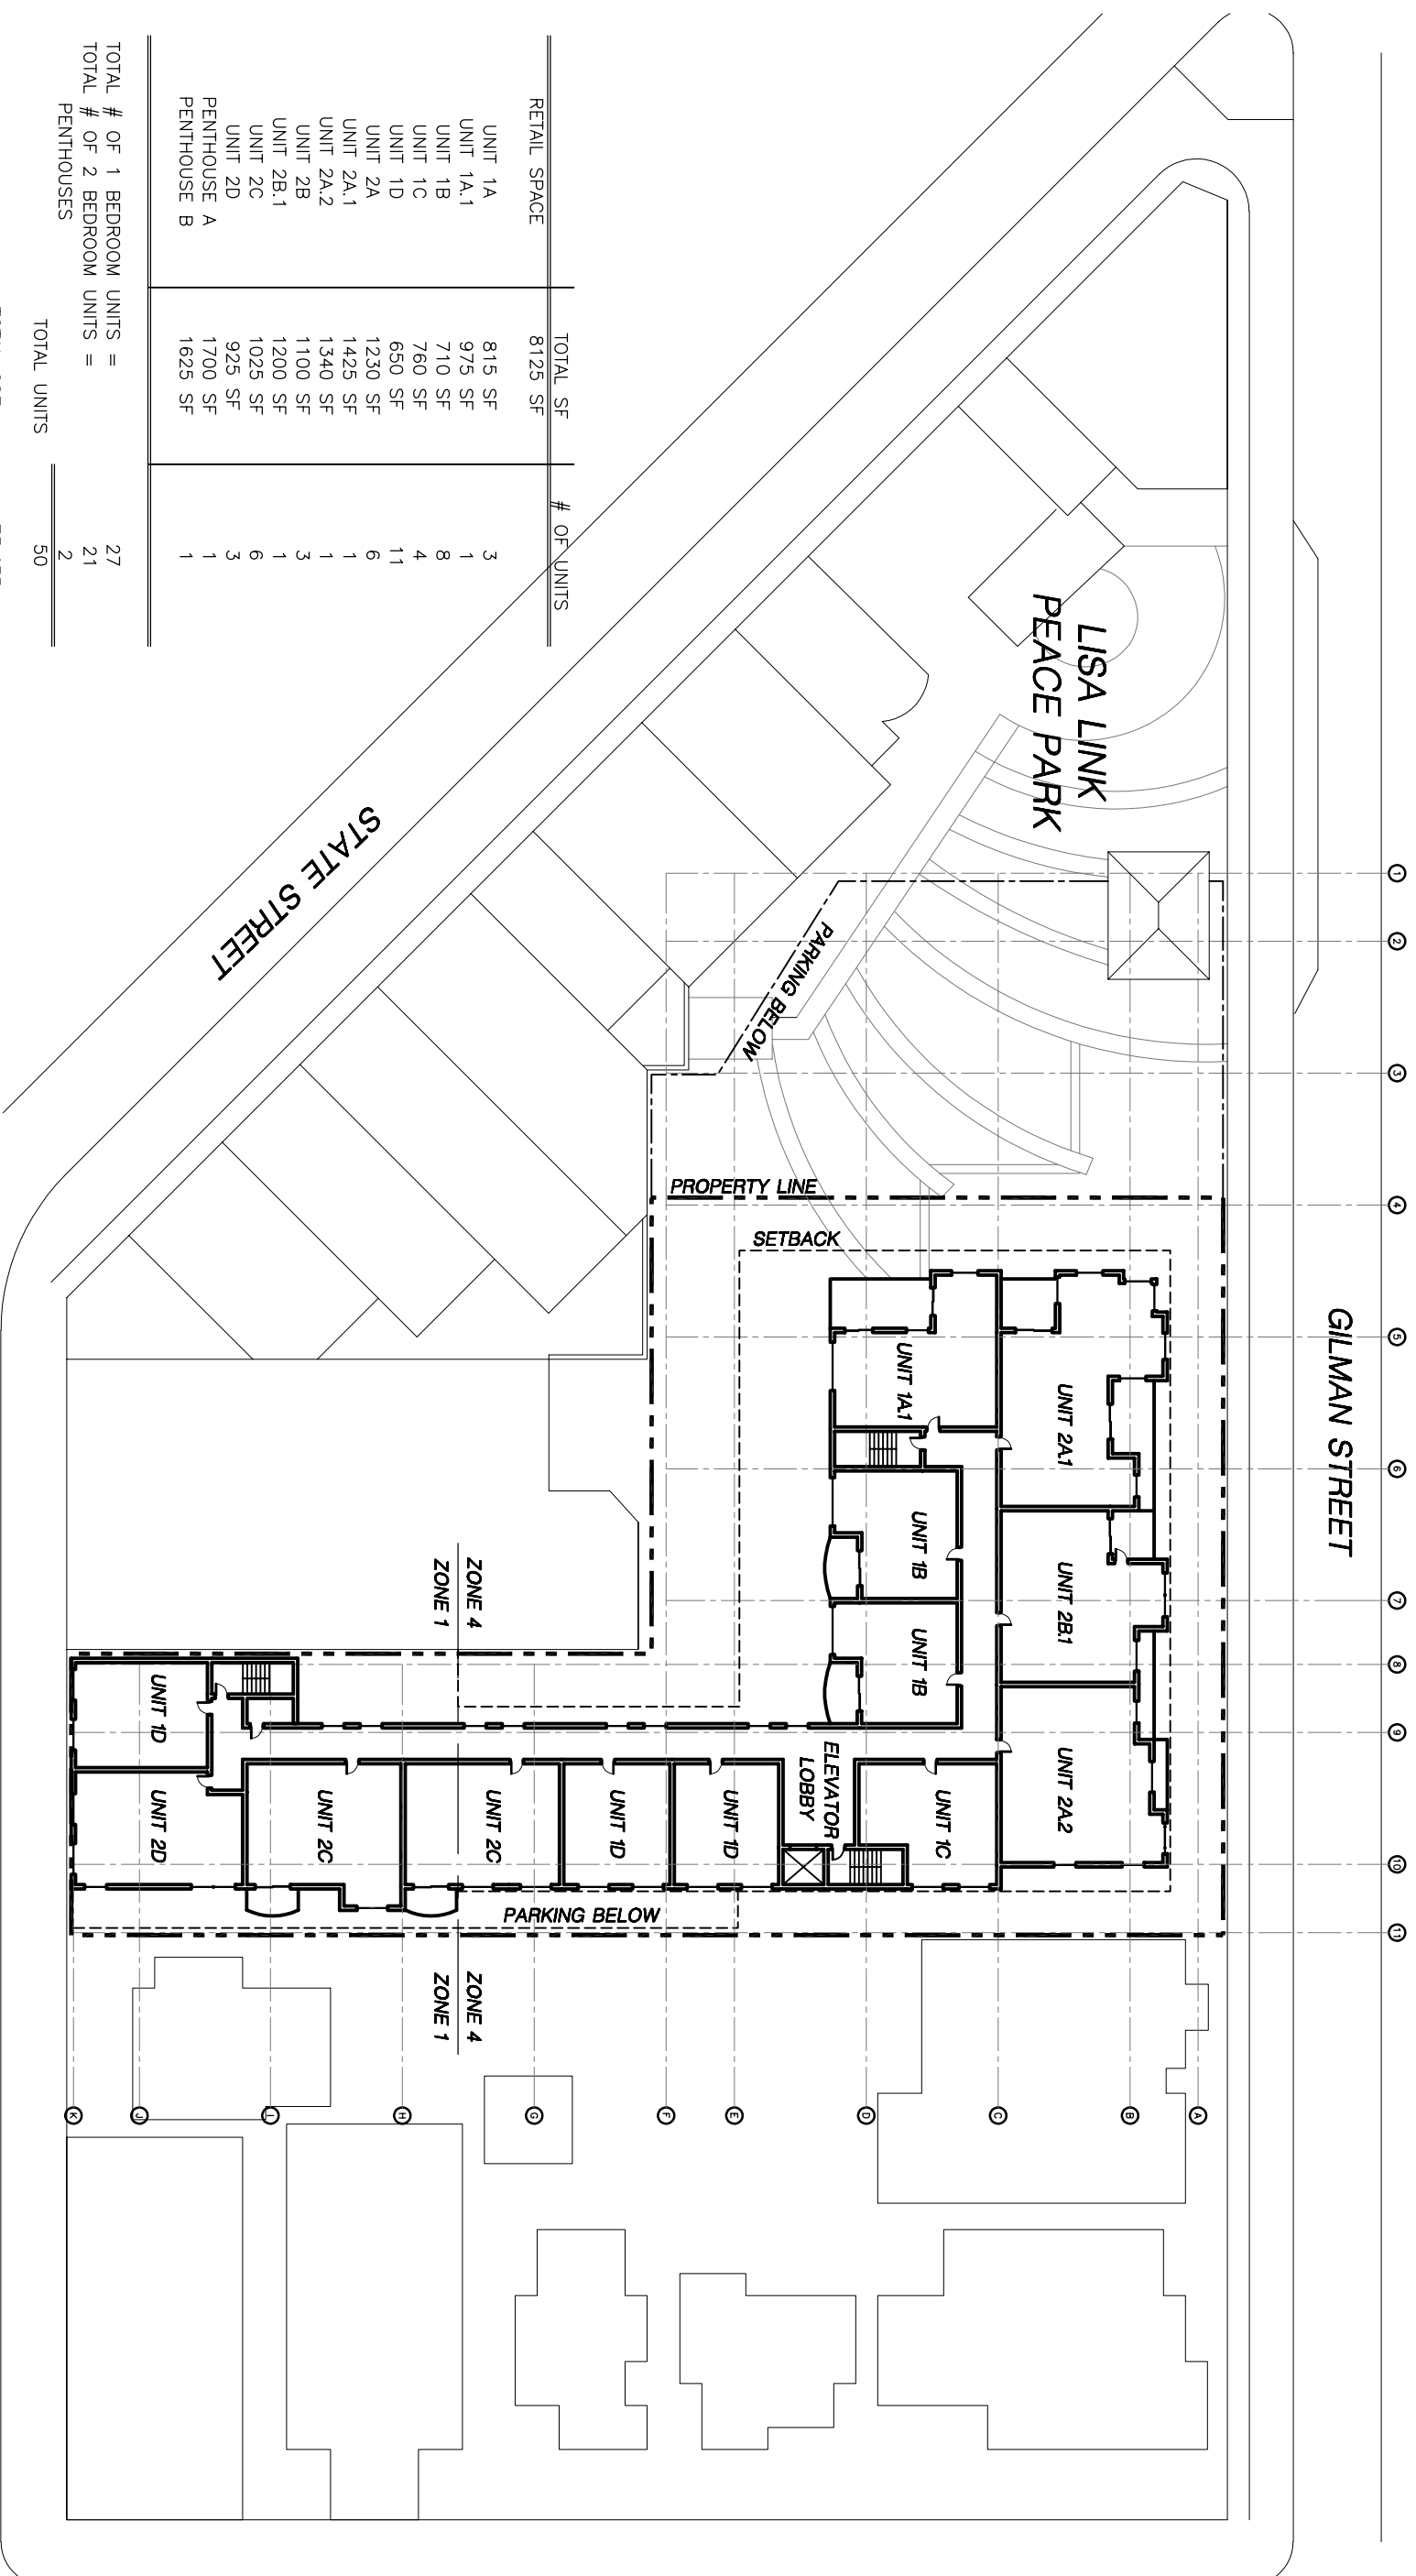 GILMAN STREET
1
2
3
4
5
6
7
8
9
10
11
LISA LINK
PEACE PARK
STATE STREET
PARKING BELOW
PROPERTY LINE
SETBACK
UNIT 2A.1
UNIT 2B.1
UNIT 2A.2
UNIT 1A.1
UNIT 1B
UNIT 1B
ELEVATOR
LOBBY
UNIT 1C
UNIT 1D
UNIT 1D
UNIT 2C
UNIT 2C
UNIT 1D
UNIT 2D
PARKING BELOW
ZONE 4
ZONE 1
ZONE 4
ZONE 1
A
B
C
D
E
F
G
H
I
J
K
TOTAL SF # OF UNITS
RETAIL SPACE 8125 SF
UNIT 1A 815 SF 3
UNIT 1A.1 975 SF 1
UNIT 1B 710 SF 8
UNIT 1C 760 SF 4
UNIT 1D 650 SF 11
UNIT 2A 1230 SF 6
UNIT 2A.1 1425 SF 1
UNIT 2A.2 1340 SF 1
UNIT 2B 1100 SF 3
UNIT 2B.1 1200 SF 1
UNIT 2C 1025 SF 6
UNIT 2D 925 SF 3
PENTHOUSE A 1700 SF 1
PENTHOUSE B 1625 SF 1
TOTAL # OF 1 BEDROOM UNITS = 27
TOTAL # OF 2 BEDROOM UNITS = 21
PENTHOUSES 2
TOTAL UNITS 50